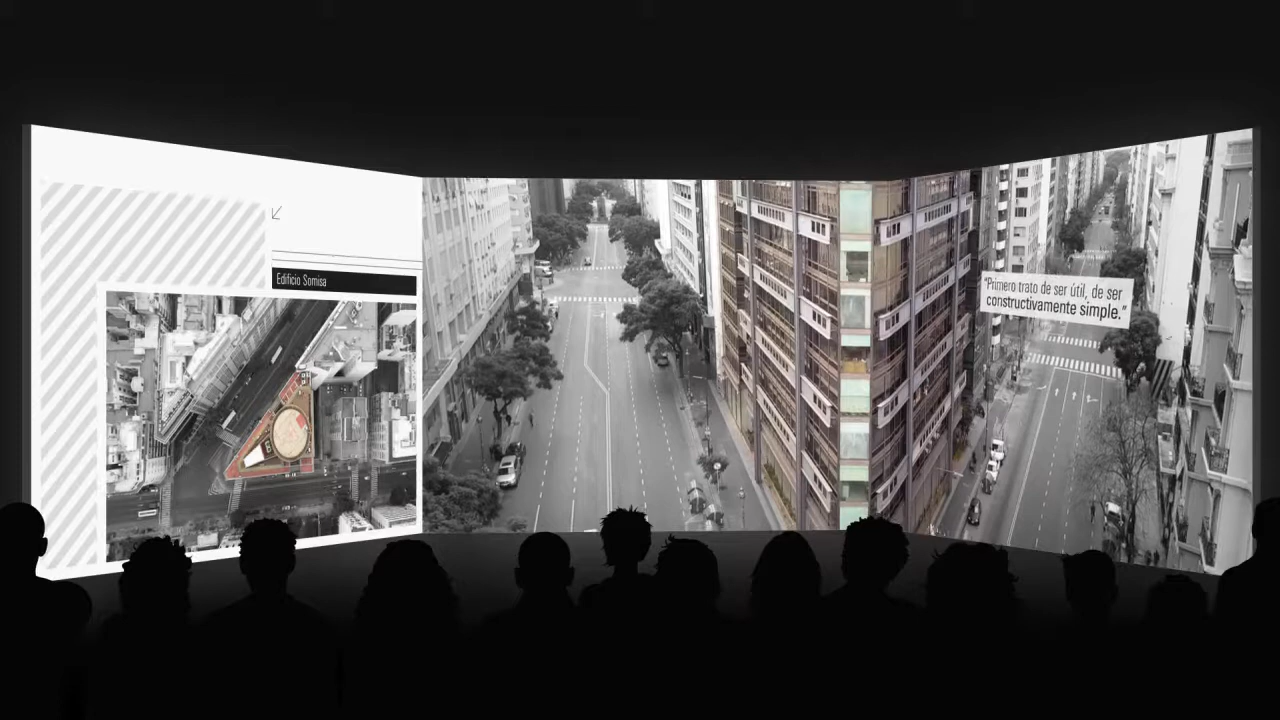 Edificio Somisa
“Primero trato de ser útil, de ser
constructivamente simple.”